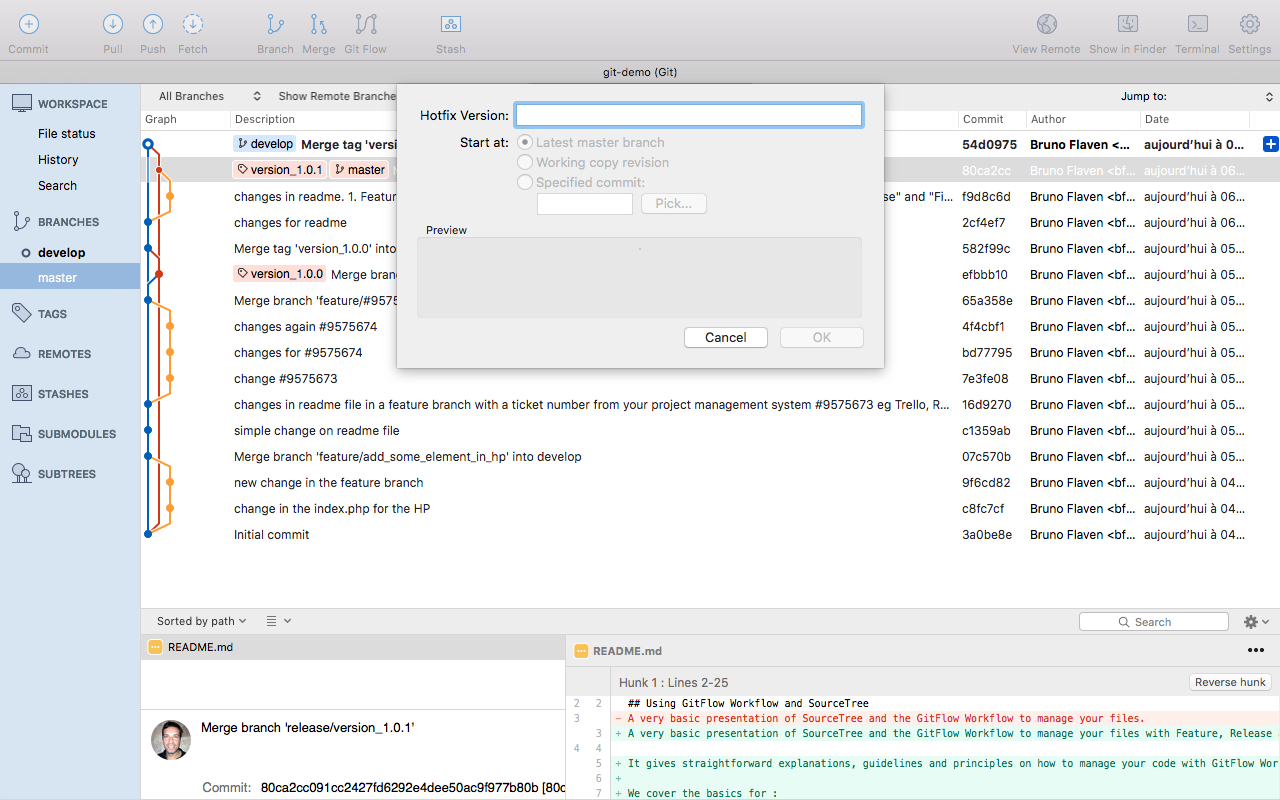 Commit Pull Push Fetch Branch Merge Git Flow Stash View Remote Show in Finder Terminal Settings
git-demo (Git)
WORKSPACE
File status
History
Search
BRANCHES
develop
master
TAGS
REMOTES
STASHES
SUBMODULES
SUBTREES
All Branches Show Remote Branche Jump to:
Graph Description Commit Author Date
develop Merge tag 'versi 54d0975 Bruno Flaven <... aujourd'hui à 0...
version_1.0.1 master 80ca2cc Bruno Flaven <bf... aujourd'hui à 06...
changes in readme. 1. Featur se" and "Fi... f9d8c6d Bruno Flaven <bf... aujourd'hui à 06...
changes for readme 2cf4ef7 Bruno Flaven <bf... aujourd'hui à 06...
Merge tag 'version_1.0.0' into 582f99c Bruno Flaven <bf... aujourd'hui à 05...
version_1.0.0 Merge bran efbbb10 Bruno Flaven <bf... aujourd'hui à 05...
Merge branch 'feature/#9575 65a358e Bruno Flaven <bf... aujourd'hui à 05...
changes again #9575674 4f4cbf1 Bruno Flaven <bf... aujourd'hui à 05...
changes for #9575674 bd77795 Bruno Flaven <bf... aujourd'hui à 05...
change #9575673 7e3fe08 Bruno Flaven <bf... aujourd'hui à 05...
changes in readme file in a feature branch with a ticket number from your project management system #9575673 eg Trello, R... 16d9270 Bruno Flaven <bf... aujourd'hui à 05...
simple change on readme file c1359ab Bruno Flaven <bf... aujourd'hui à 05...
Merge branch 'feature/add_some_element_in_hp' into develop 07c570b Bruno Flaven <bf... aujourd'hui à 05...
new change in the feature branch 9f6cd82 Bruno Flaven <bf... aujourd'hui à 04...
change in the index.php for the HP c8fc7cf Bruno Flaven <bf... aujourd'hui à 04...
Initial commit 3a0be8e Bruno Flaven <bf... aujourd'hui à 04...
Hotfix Version:
Start at: Latest master branch
Working copy revision
Specified commit:
Pick...
Preview
Cancel OK
Sorted by path Search
README.md
Merge branch 'release/version_1.0.1'
Commit: 80ca2cc091cc2427fd6292e4dee50ac9f977b80b [80c
README.md •••
Hunk 1 : Lines 2-25 Reverse hunk
2 2 ## Using GitFlow Workflow and SourceTree
3 - A very basic presentation of SourceTree and the GitFlow Workflow to manage your files.
3 + A very basic presentation of SourceTree and the GitFlow Workflow to manage your files with Feature, Release
4 4
5 + It gives straightforward explanations, guidelines and principles on how to manage your code with GitFlow Wor
6 +
7 + We cover the basics for :